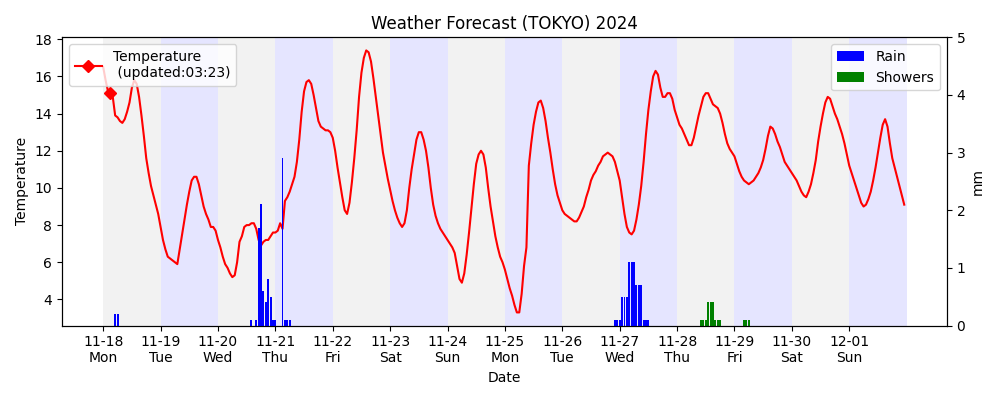 Weather Forecast (TOKYO) 2024
Temperature
(updated:03:23)
Rain
Showers
18
16
14
12
10
8
6
4
Temperature
5
4
3
2
1
0
mm
11-18 11-19 11-20 11-21 11-22 11-23 11-24 11-25 11-26 11-27 11-28 11-29 11-30 12-01
Mon Tue Wed Thu Fri Sat Sun Mon Tue Wed Thu Fri Sat Sun
Date